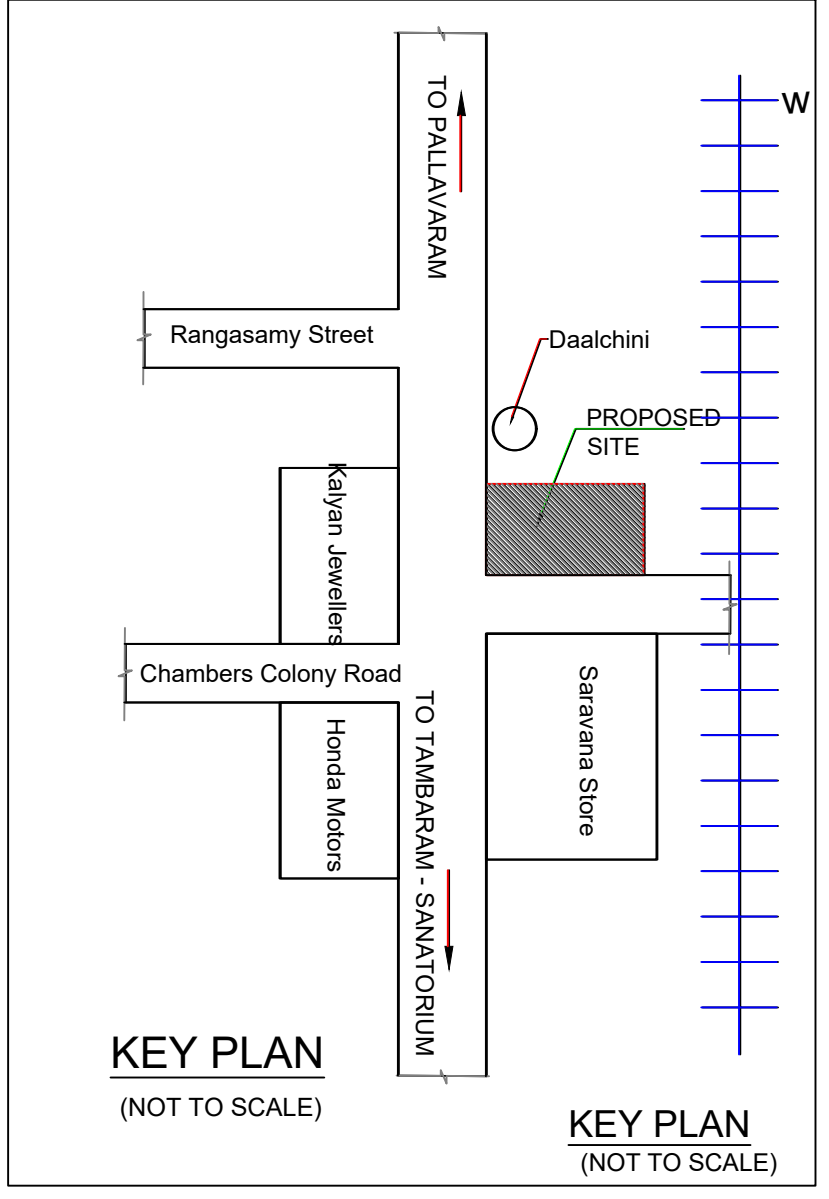 W
TO PALLAVARAM
Rangasamy Street
Daalchini
PROPOSED
SITE
Kalyan Jewellers
Chambers Colony Road
Honda Motors
TO TAMBARAM - SANATORIUM
Saravana Store
KEY PLAN
(NOT TO SCALE)
KEY PLAN
(NOT TO SCALE)